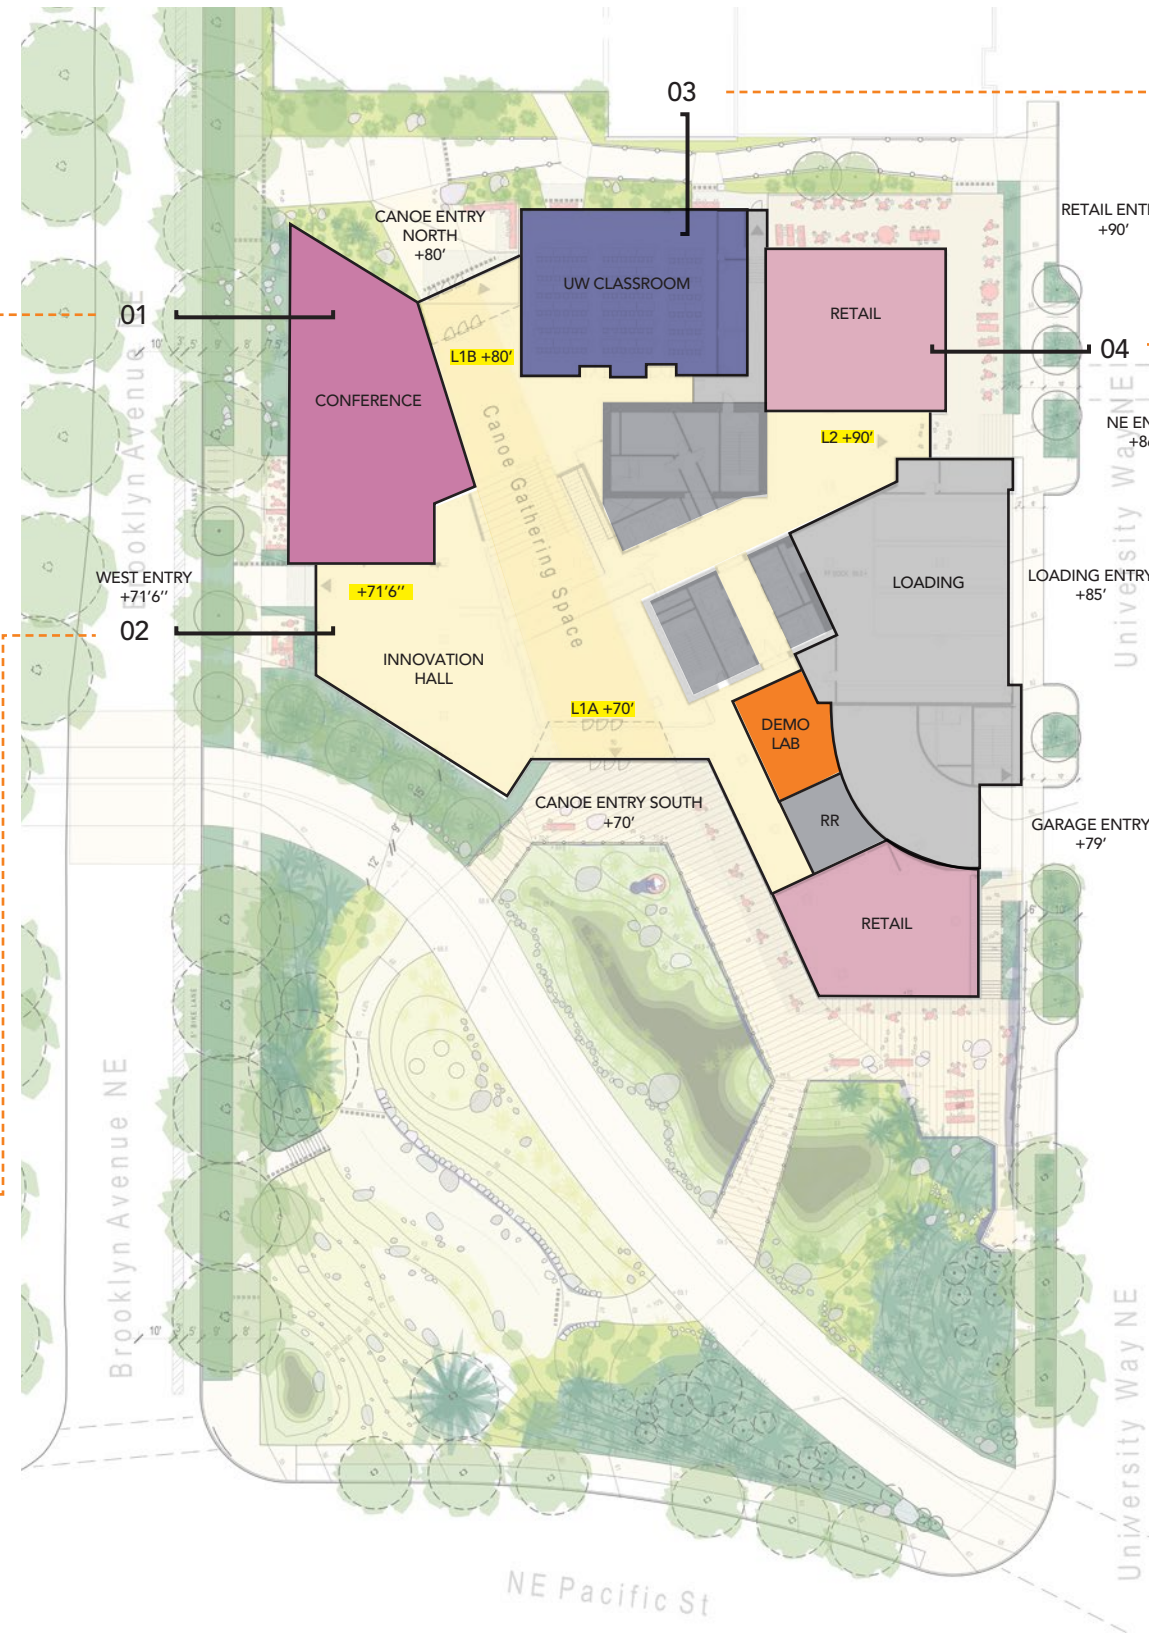 03
CANOE ENTRY
NORTH
+80'
RETAIL
+90'
UW CLASSROOM
01
RETAIL
L1B +80'
04
CONFERENCE
Canoe Gathering Space
L2 +90'
Brooklyn Avenue NE
University Way NE
WEST ENTRY
+71'6''
+71'6''
LOADING
LOADING ENTRY
+85'
02
INNOVATION
HALL
L1A +70'
DEMO
LAB
CANOE ENTRY SOUTH
+70'
RR
GARAGE ENTRY
+79'
RETAIL
Brooklyn Avenue NE
University Way NE
10'
NE Pacific St